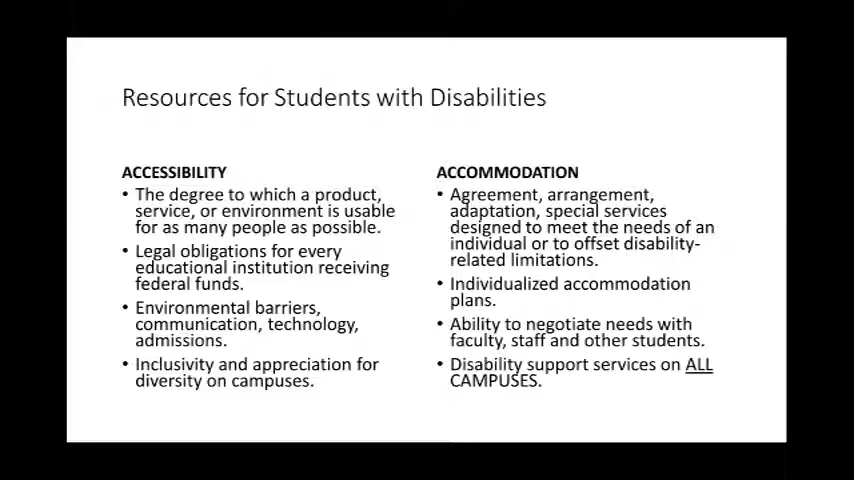 Resources for Students with Disabilities
ACCESSIBILITY
• The degree to which a product,
service, or environment is usable
for as many people as possible.
• Legal obligations for every
educational institution receiving
federal funds.
• Environmental barriers,
communication, technology,
admissions.
• Inclusivity and appreciation for
diversity on campuses.
ACCOMMODATION
• Agreement, arrangement,
adaptation, special services
designed to meet the needs of an
individual or to offset disability-
related limitations.
• Individualized accommodation
plans.
• Ability to negotiate needs with
faculty, staff and other students.
• Disability support services on ALL
CAMPUSES.